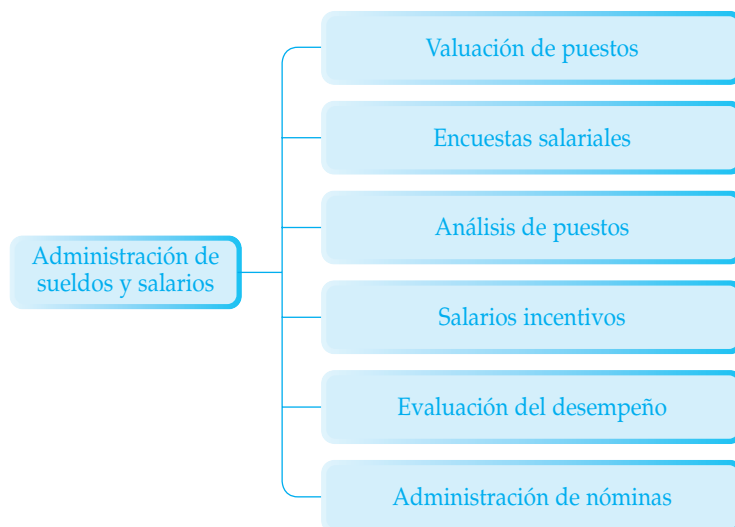 Administración de
sueldos y salarios
Valuación de puestos
Encuestas salariales
Análisis de puestos
Salarios incentivos
Evaluación del desempeño
Administración de nóminas